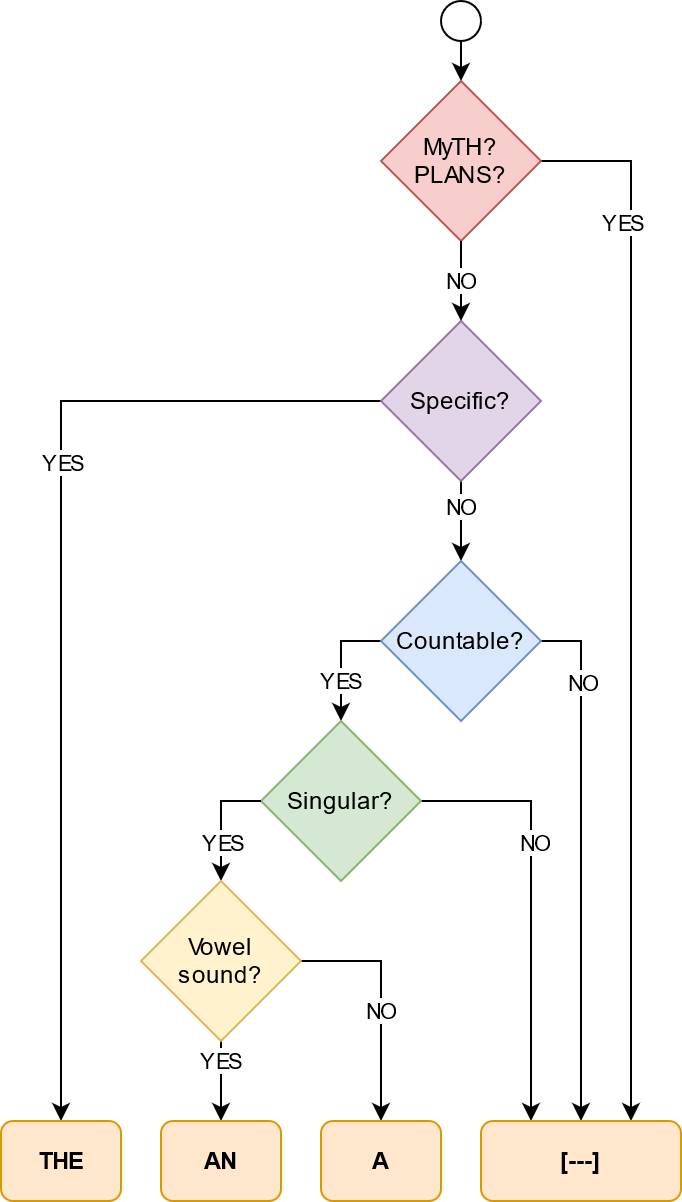 MyTH?
PLANS?
YES
NO
Specific?
YES
NO
Countable?
YES
NO
Singular?
YES
NO
Vowel
sound?
NO
YES
THE
AN
A
[---]